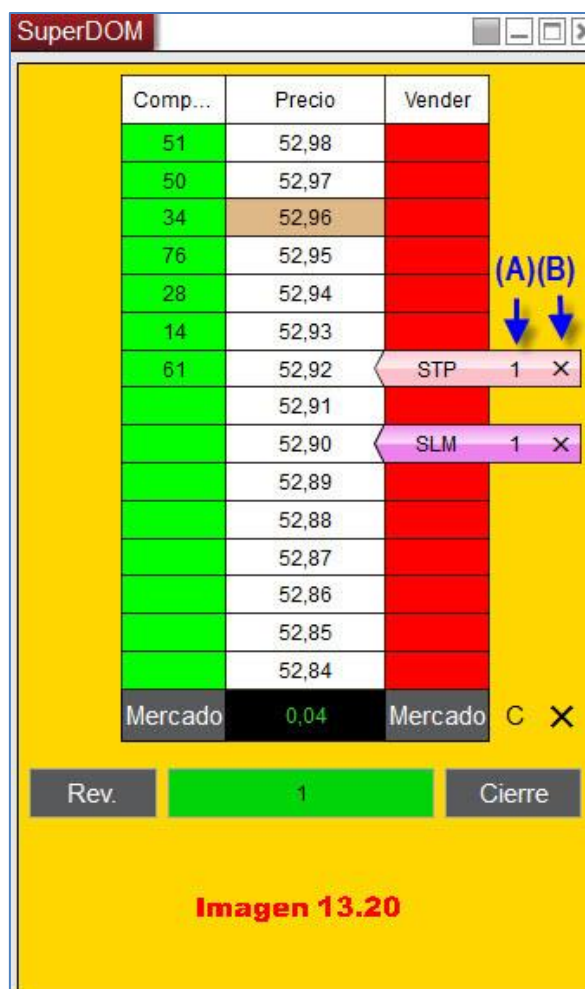 SuperDOM
Comp... Precio Vender
51 52,98
50 52,97
34 52,96
76 52,95
28 52,94
(A)(B)
14 52,93
61 52,92 STP 1 ×
52,91
52,90 SLM 1 ×
52,89
52,88
52,87
52,86
52,85
52,84
Mercado 0,04 Mercado C ×
Rev. 1 Cierre
Imagen 13.20